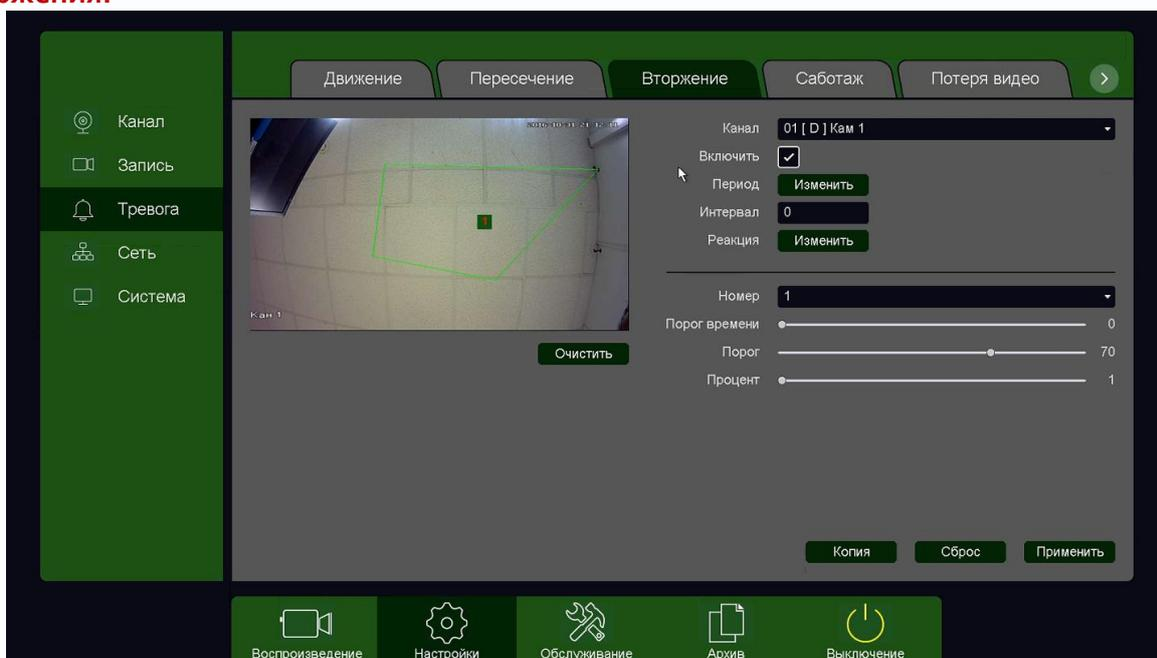 Движение
Пересечение
Вторжение
Саботаж
Потеря видео
Канал
Запись
Тревога
Сеть
Система
Кан 1
Очистить
Канал 01 [ D ] Кам 1
Включить
Период Изменить
Интервал 0
Реакция Изменить
Номер 1
Порог времени 0
Порог 70
Процент 1
1
Копия
Сброс
Применить
Воспроизведение
Настройки
Обслуживание
Архив
Выключение